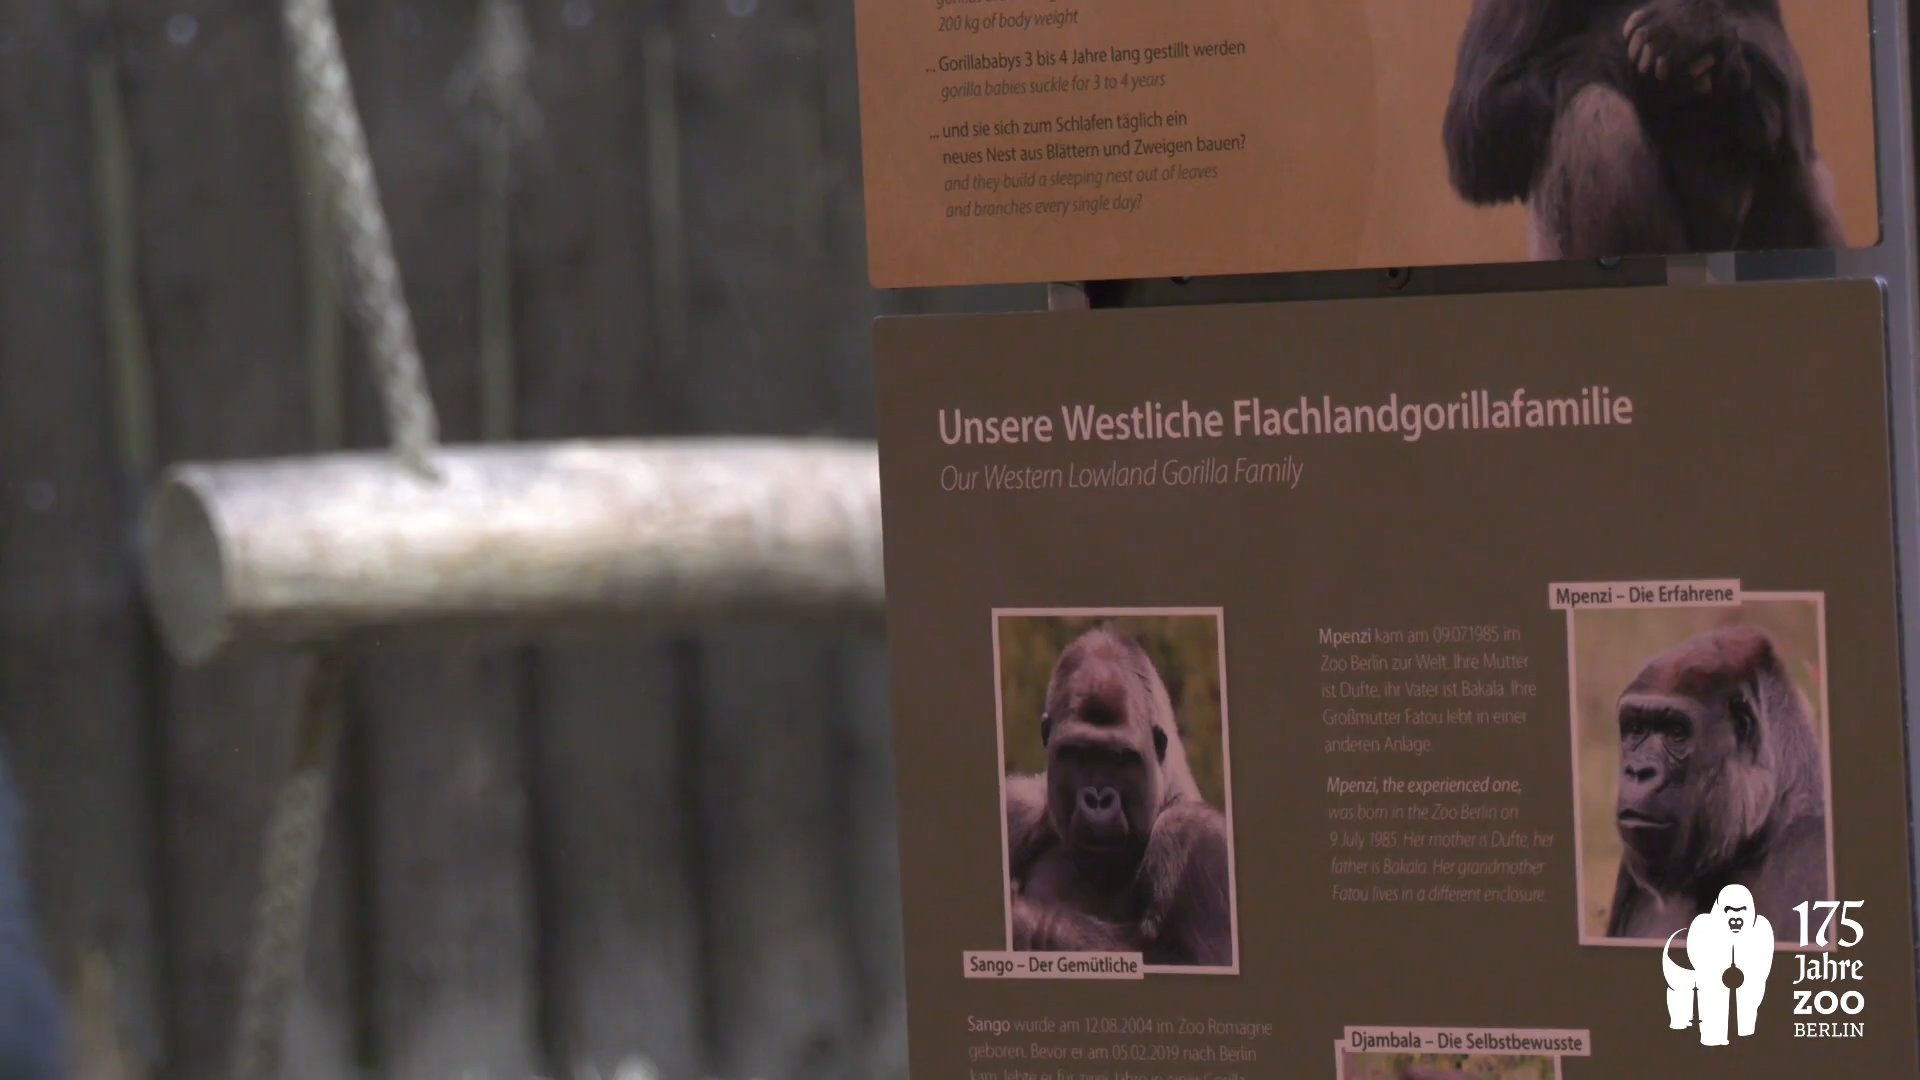 200 kg of body weight
... Gorillababys 3 bis 4 Jahre lang gestillt werden
gorilla babies suckle for 3 to 4 years
... und sie sich zum Schlafen täglich ein
neues Nest aus Blättern und Zweigen bauen?
and they build a sleeping nest out of leaves
and branches every single day?
Unsere Westliche Flachlandgorillafamilie
Our Western Lowland Gorilla Family
Mpenzi – Die Erfahrene
Mpenzi kam am 09.07.1985 im
Zoo Berlin zur Welt. Ihre Mutter
ist Dufte, ihr Vater ist Bakala. Ihre
Großmutter Fatou lebt in einer
anderen Anlage.
Mpenzi, the experienced one,
was born in the Zoo Berlin on
9 July 1985. Her mother is Dufte, her
father is Bakala. Her grandmother
Fatou lives in a different enclosure.
Sango – Der Gemütliche
Sango wurde am 12.08.2004 im Zoo Romagne
geboren. Bevor er am 05.02.2019 nach Berlin
Djambala – Die Selbstbewusste
175
Jahre
ZOO
BERLIN